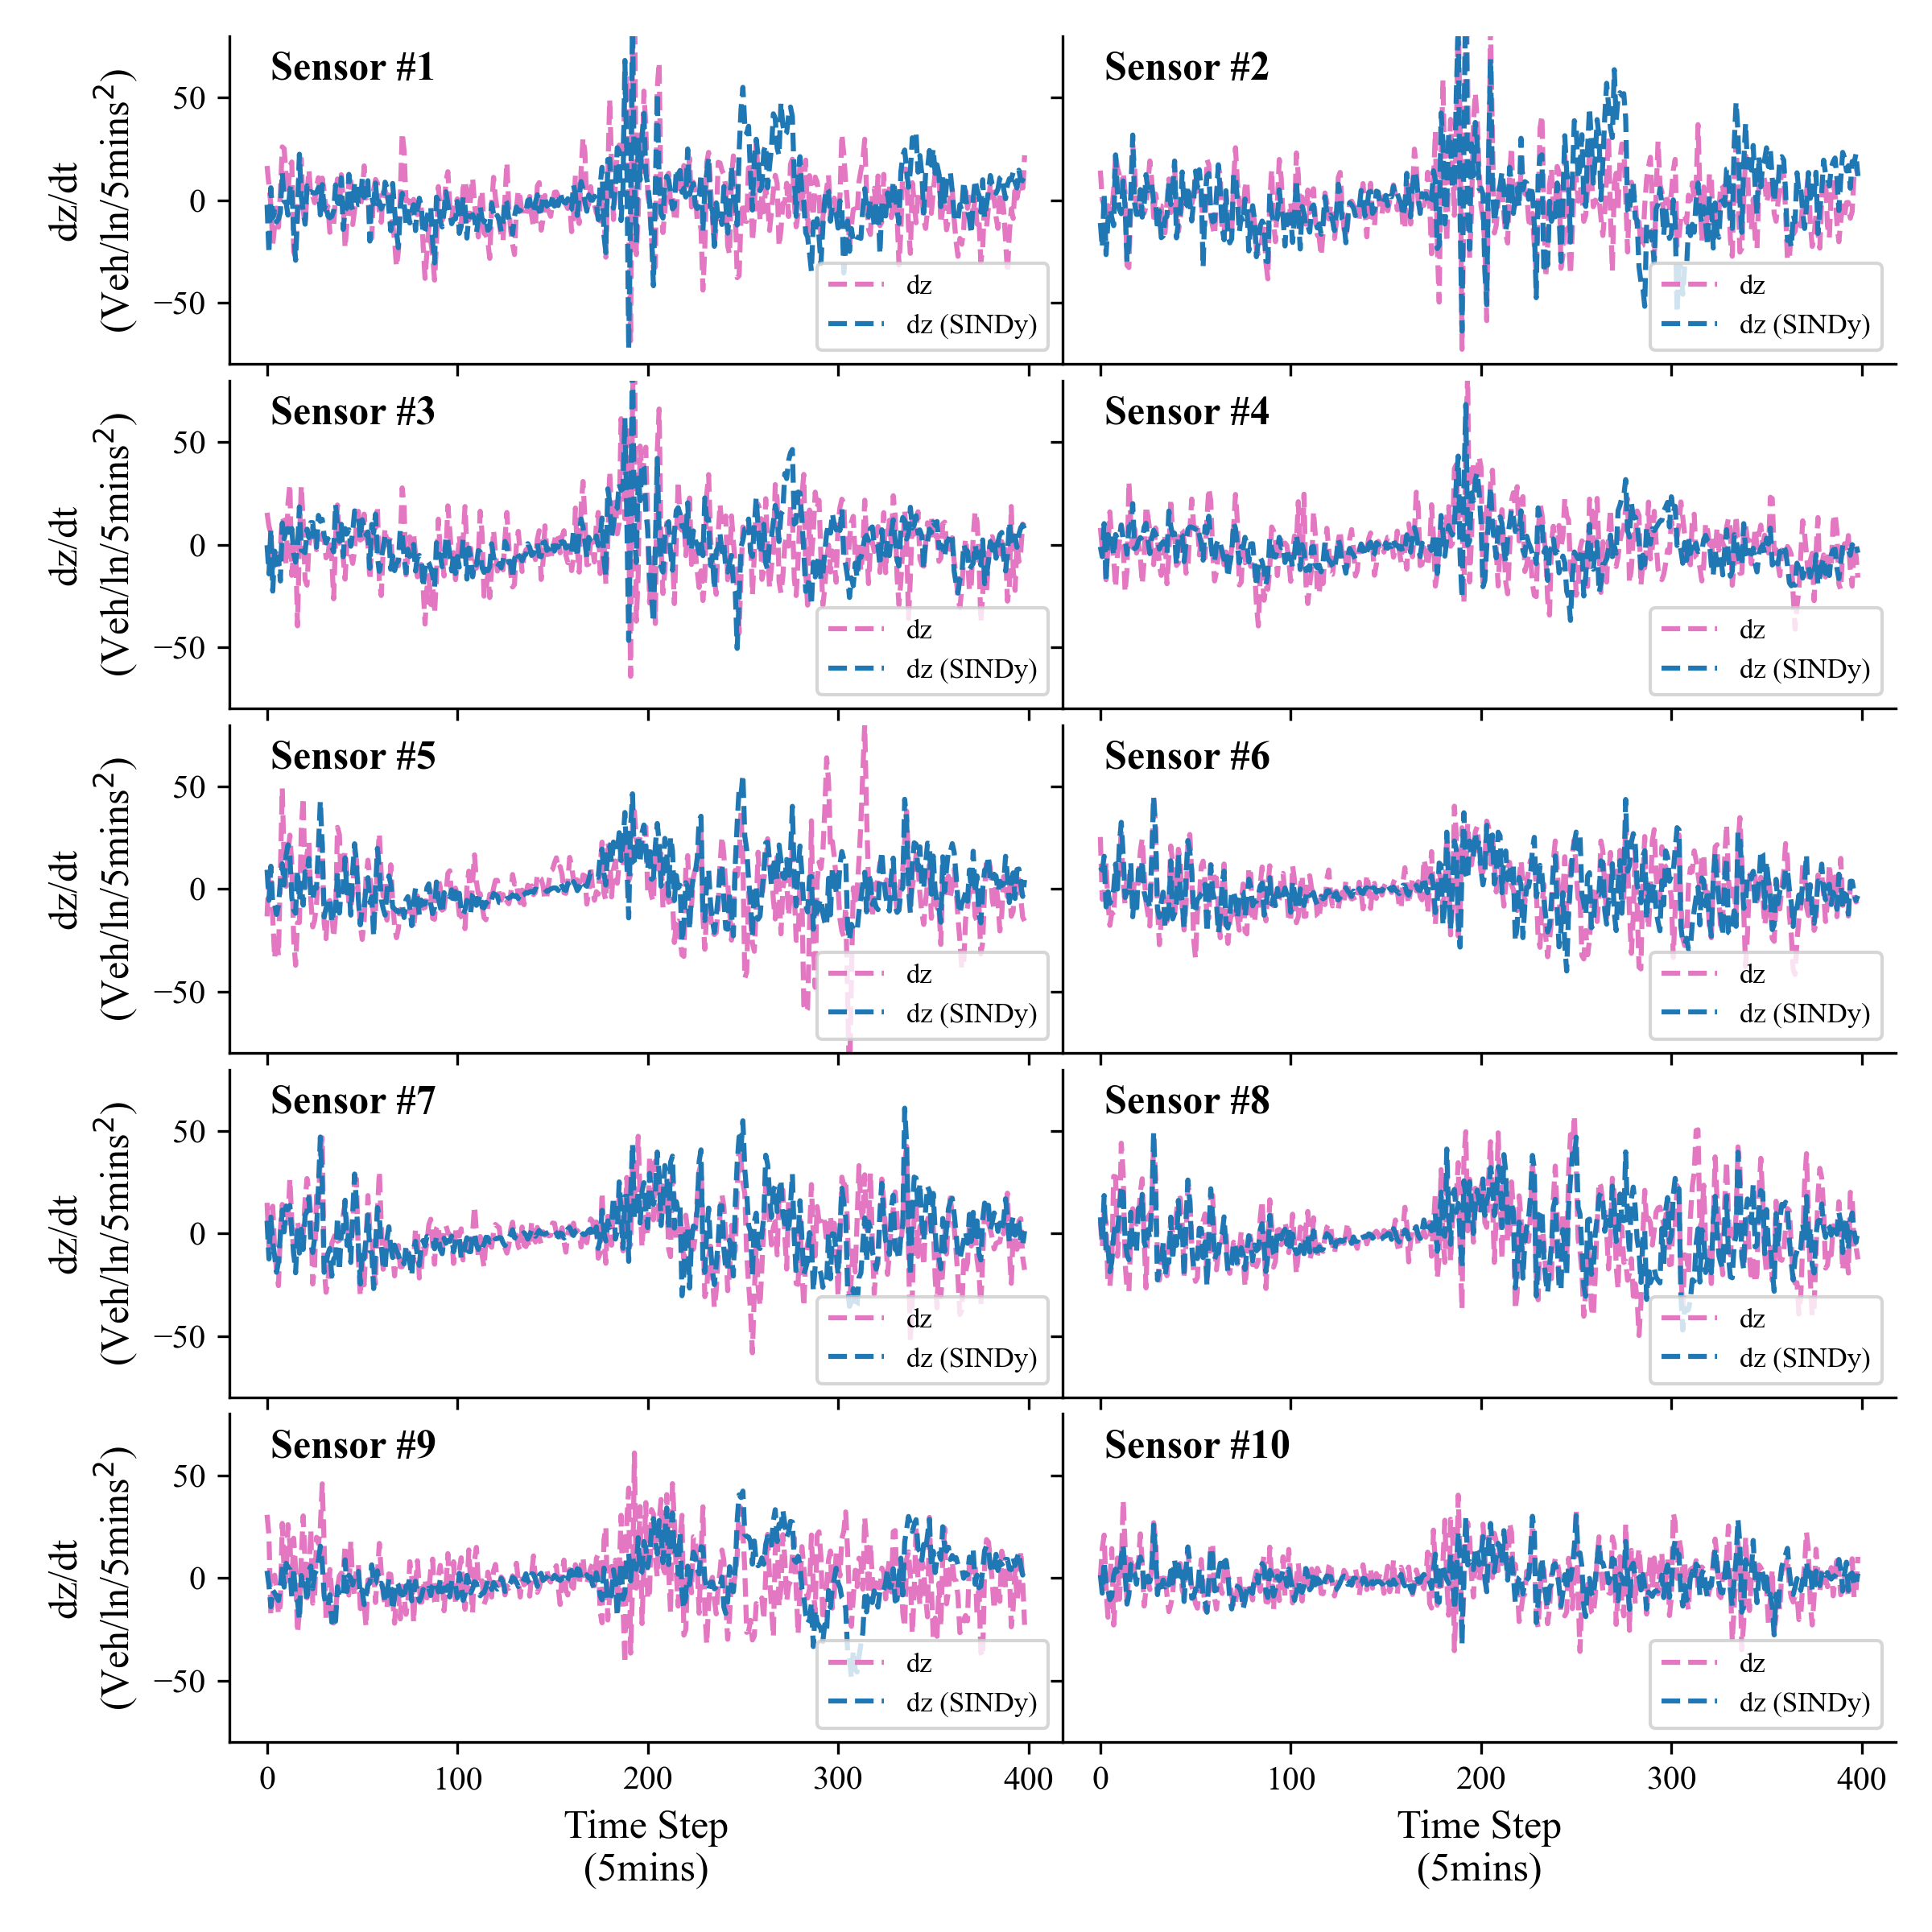 Sensor #1
Sensor #2
50
0
−50
dz/dt
(Veh/ln/5mins²)
dz
dz (SINDy)
dz
dz (SINDy)
Sensor #3
Sensor #4
50
0
−50
dz/dt
(Veh/ln/5mins²)
dz
dz (SINDy)
dz
dz (SINDy)
Sensor #5
Sensor #6
50
0
−50
dz/dt
(Veh/ln/5mins²)
dz
dz (SINDy)
dz
dz (SINDy)
Sensor #7
Sensor #8
50
0
−50
dz/dt
(Veh/ln/5mins²)
dz
dz (SINDy)
dz
dz (SINDy)
Sensor #9
Sensor #10
50
0
−50
dz/dt
(Veh/ln/5mins²)
dz
dz (SINDy)
dz
dz (SINDy)
0 100 200 300 400
0 100 200 300 400
Time Step
(5mins)
Time Step
(5mins)